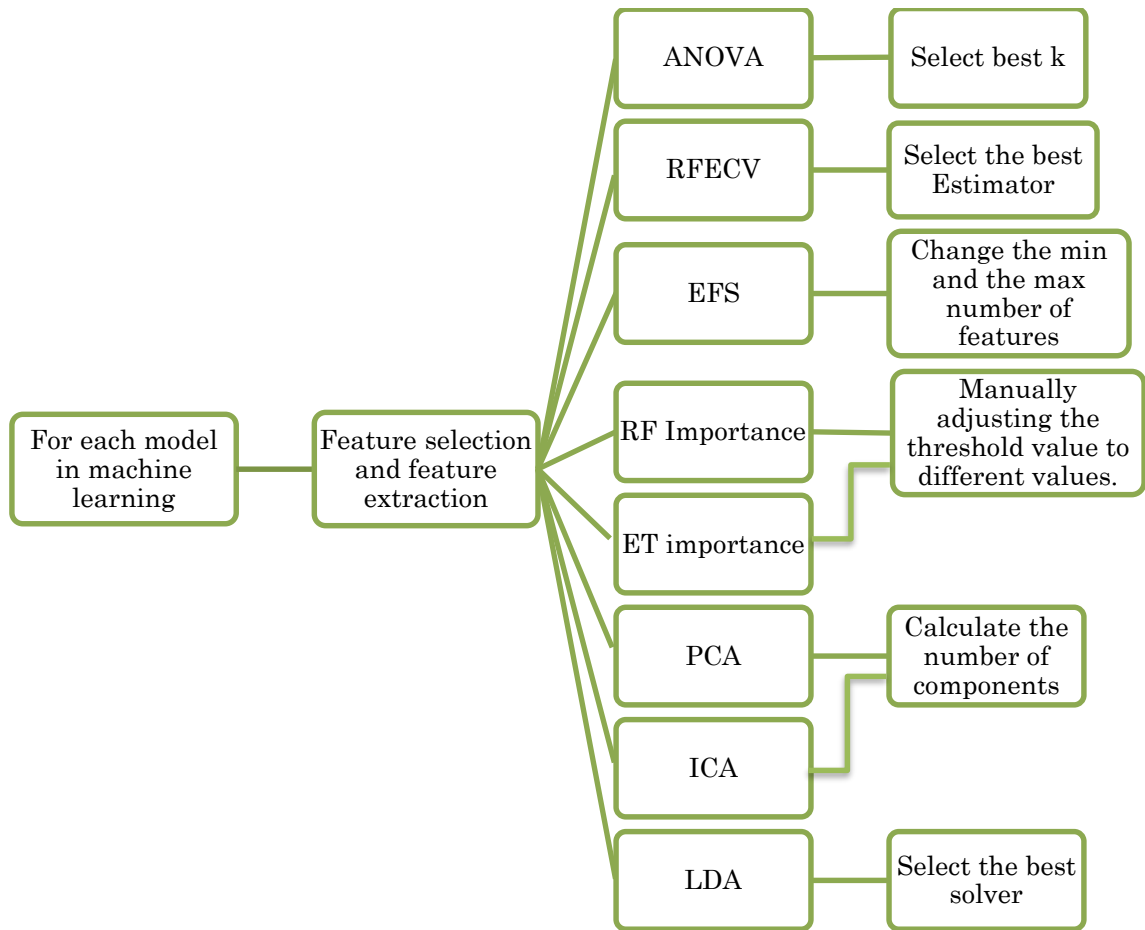 For each model
in machine
learning
Feature selection
and feature
extraction
ANOVA
Select best k
RFECV
Select the best
Estimator
EFS
Change the min
and the max
number of
features
RF Importance
Manually
adjusting the
threshold value to
different values.
ET importance
PCA
Calculate the
number of
components
ICA
LDA
Select the best
solver